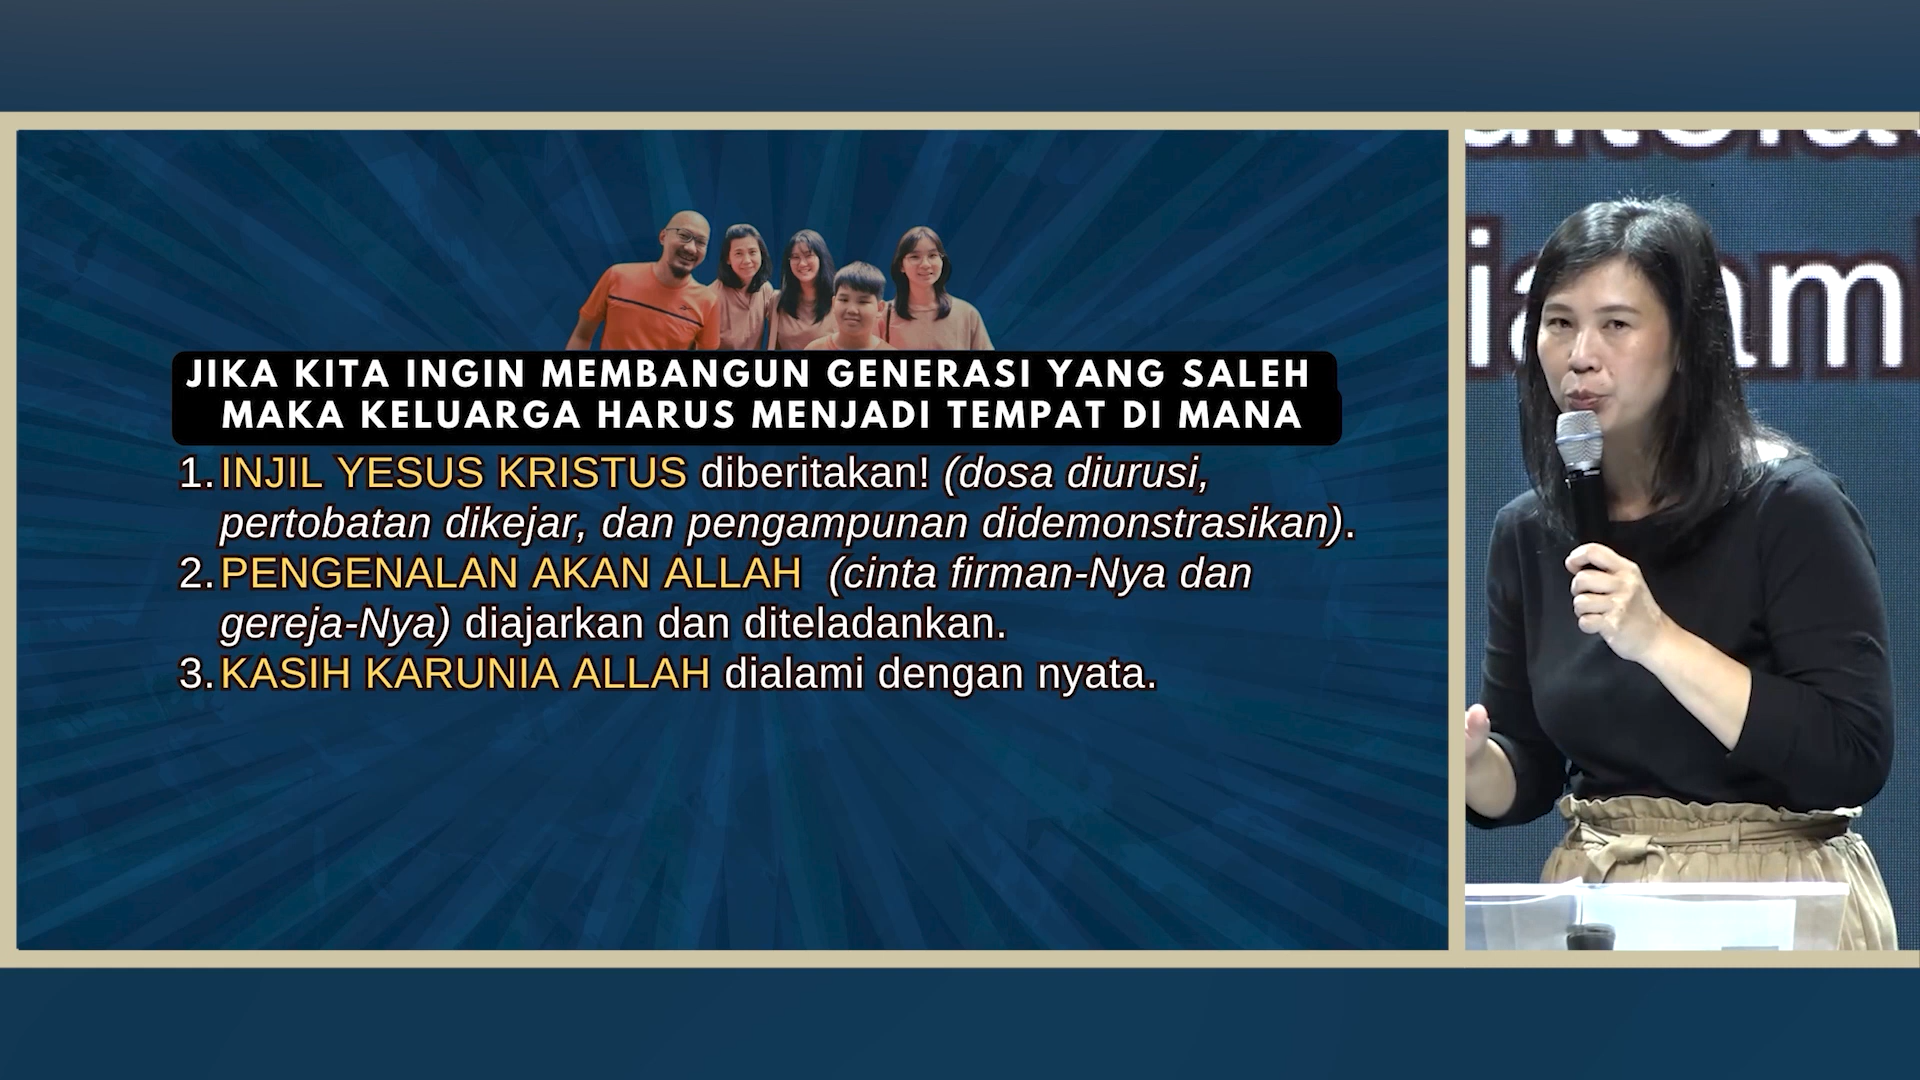 JIKA KITA INGIN MEMBANGUN GENERASI YANG SALEH
MAKA KELUARGA HARUS MENJADI TEMPAT DI MANA
1. INJIL YESUS KRISTUS diberitakan! (dosa diurusi,
pertobatan dikejar, dan pengampunan didemonstrasikan).
2. PENGENALAN AKAN ALLAH (cinta firman-Nya dan
gereja-Nya) diajarkan dan diteladankan.
3. KASIH KARUNIA ALLAH dialami dengan nyata.